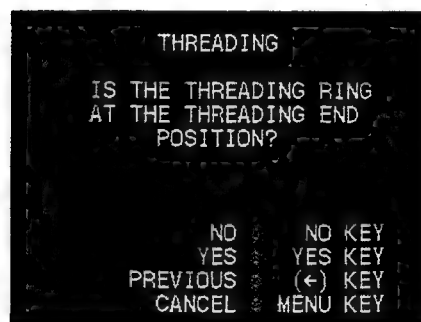 THREADING
IS THE THREADING RING
AT THE THREADING END
POSITION?
NO NO KEY
YES YES KEY
PREVIOUS (←) KEY
CANCEL MENU KEY